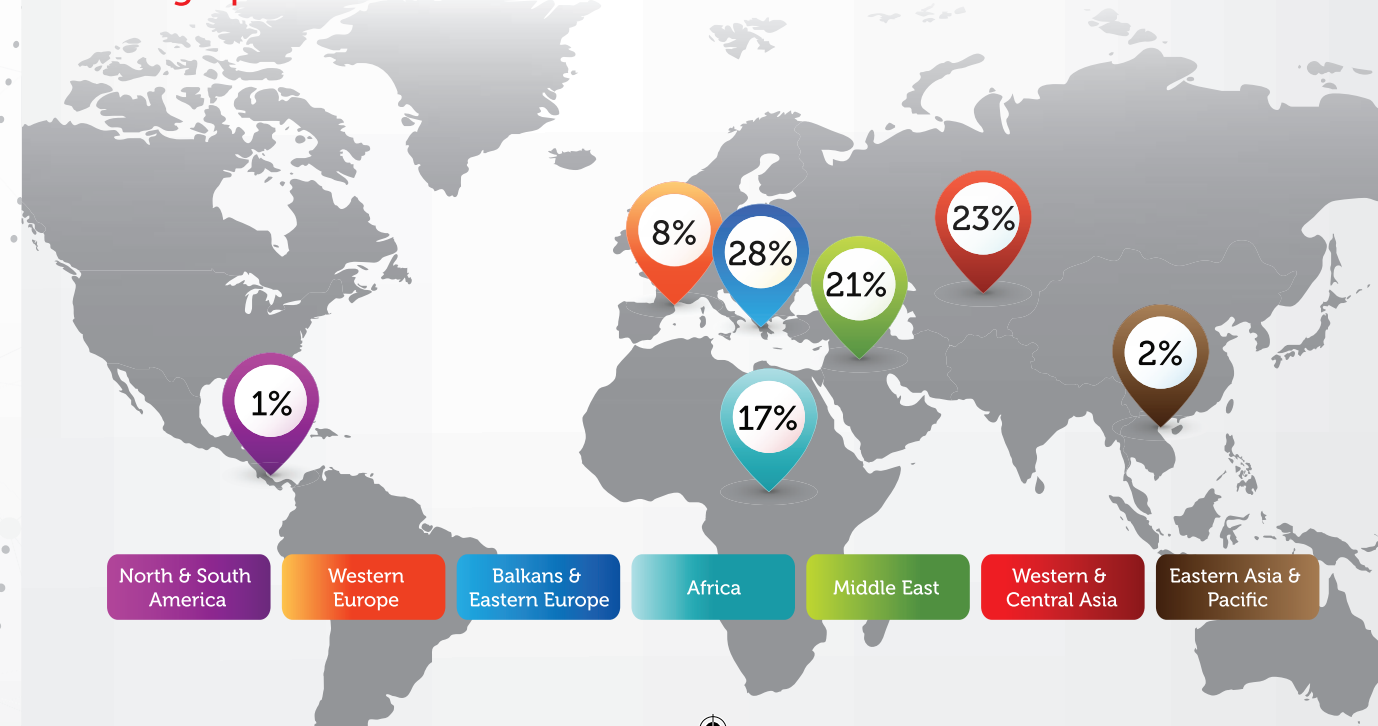 8%
28%
23%
21%
2%
1%
17%
North & South
America
Western
Europe
Balkans &
Eastern Europe
Africa
Middle East
Western &
Central Asia
Eastern Asia &
Pacific